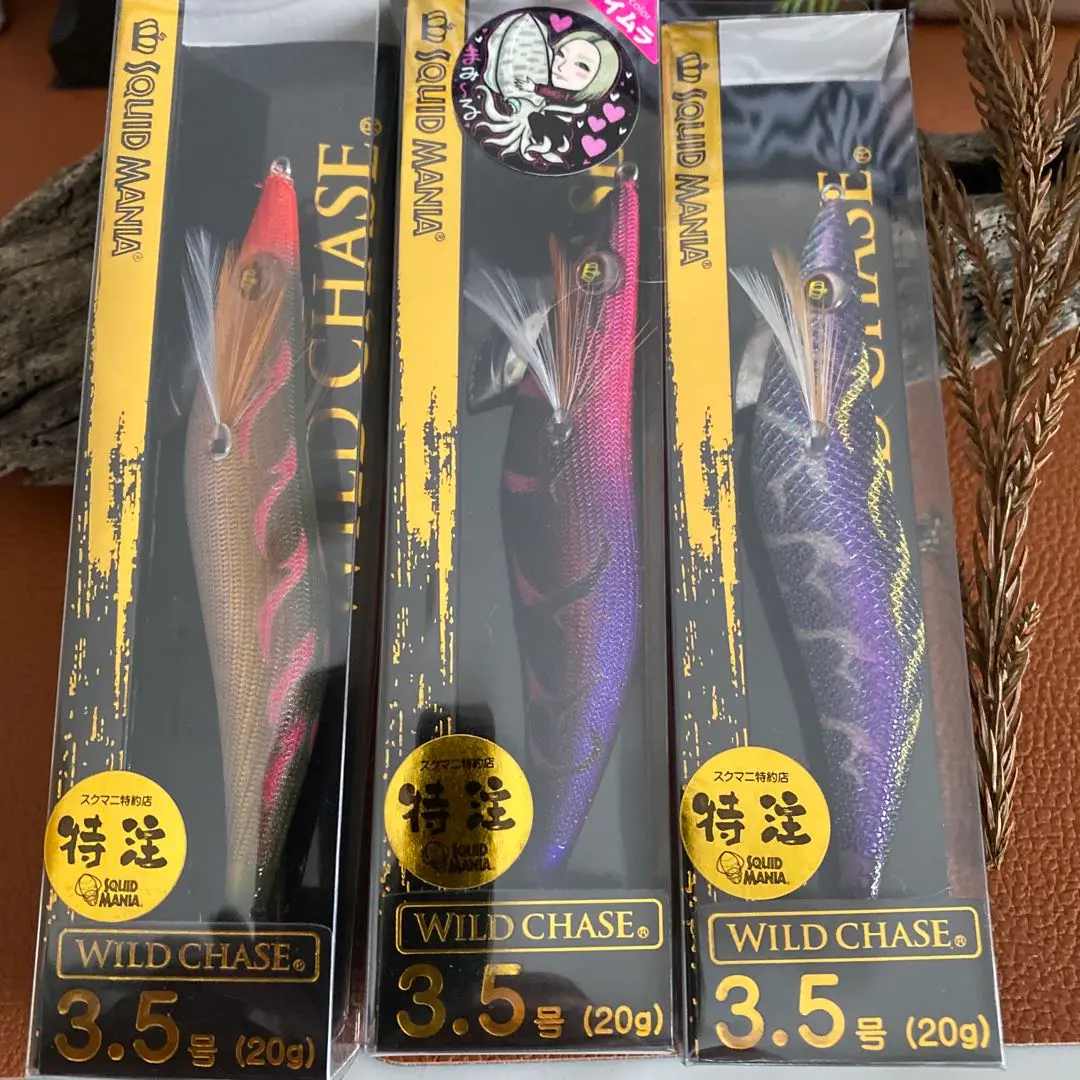 SQUID MANIA®
WILD CHASE®
スクマニ特約店
特注
SQUID
MANIA®
WILD CHASE®
3.5号 (20g)
SQUID MANIA®
まみ〜る
color
イムラ
スクマニ特約店
特注
SQUID
MANIA®
WILD CHASE®
3.5号 (20g)
SQUID MANIA®
CHASE®
スクマニ特約店
特注
SQUID
MANIA®
WILD CHASE®
3.5号 (20g)